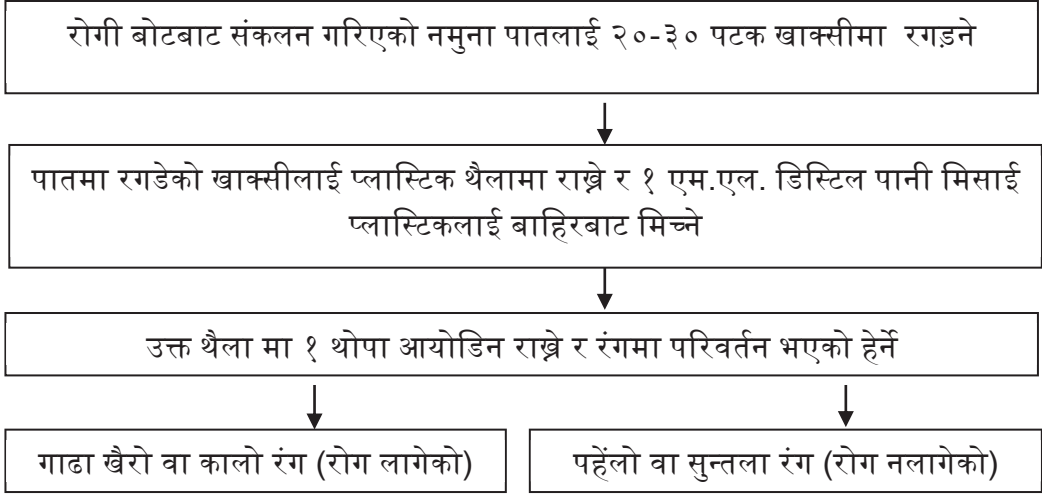 रोगी बोटबाट संकलन गरिएको नमुना पातलाई २०-३० पटक खाक्सीमा रगड़ने
पातमा रगडेको खाक्सीलाई प्लास्टिक थैलामा राख्ने र १ एम.एल. डिस्टिल पानी मिसाई
प्लास्टिकलाई बाहिरबाट मिच्ने
उक्त थैला मा १ थोपा आयोडिन राख्ने र रंगमा परिवर्तन भएको हेर्ने
गाढा खैरो वा कालो रंग (रोग लागेको)
पहेंलो वा सुन्तला रंग (रोग नलागेको)